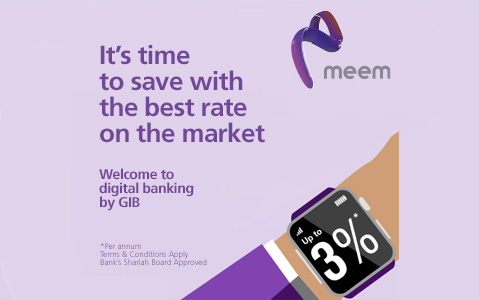 It's time
to save with
the best rate
on the market
meem
Welcome to
digital banking
by GIB
Up to
3%*
*Per annum
Terms & Conditions Apply
Bank's Shariah Board Approved